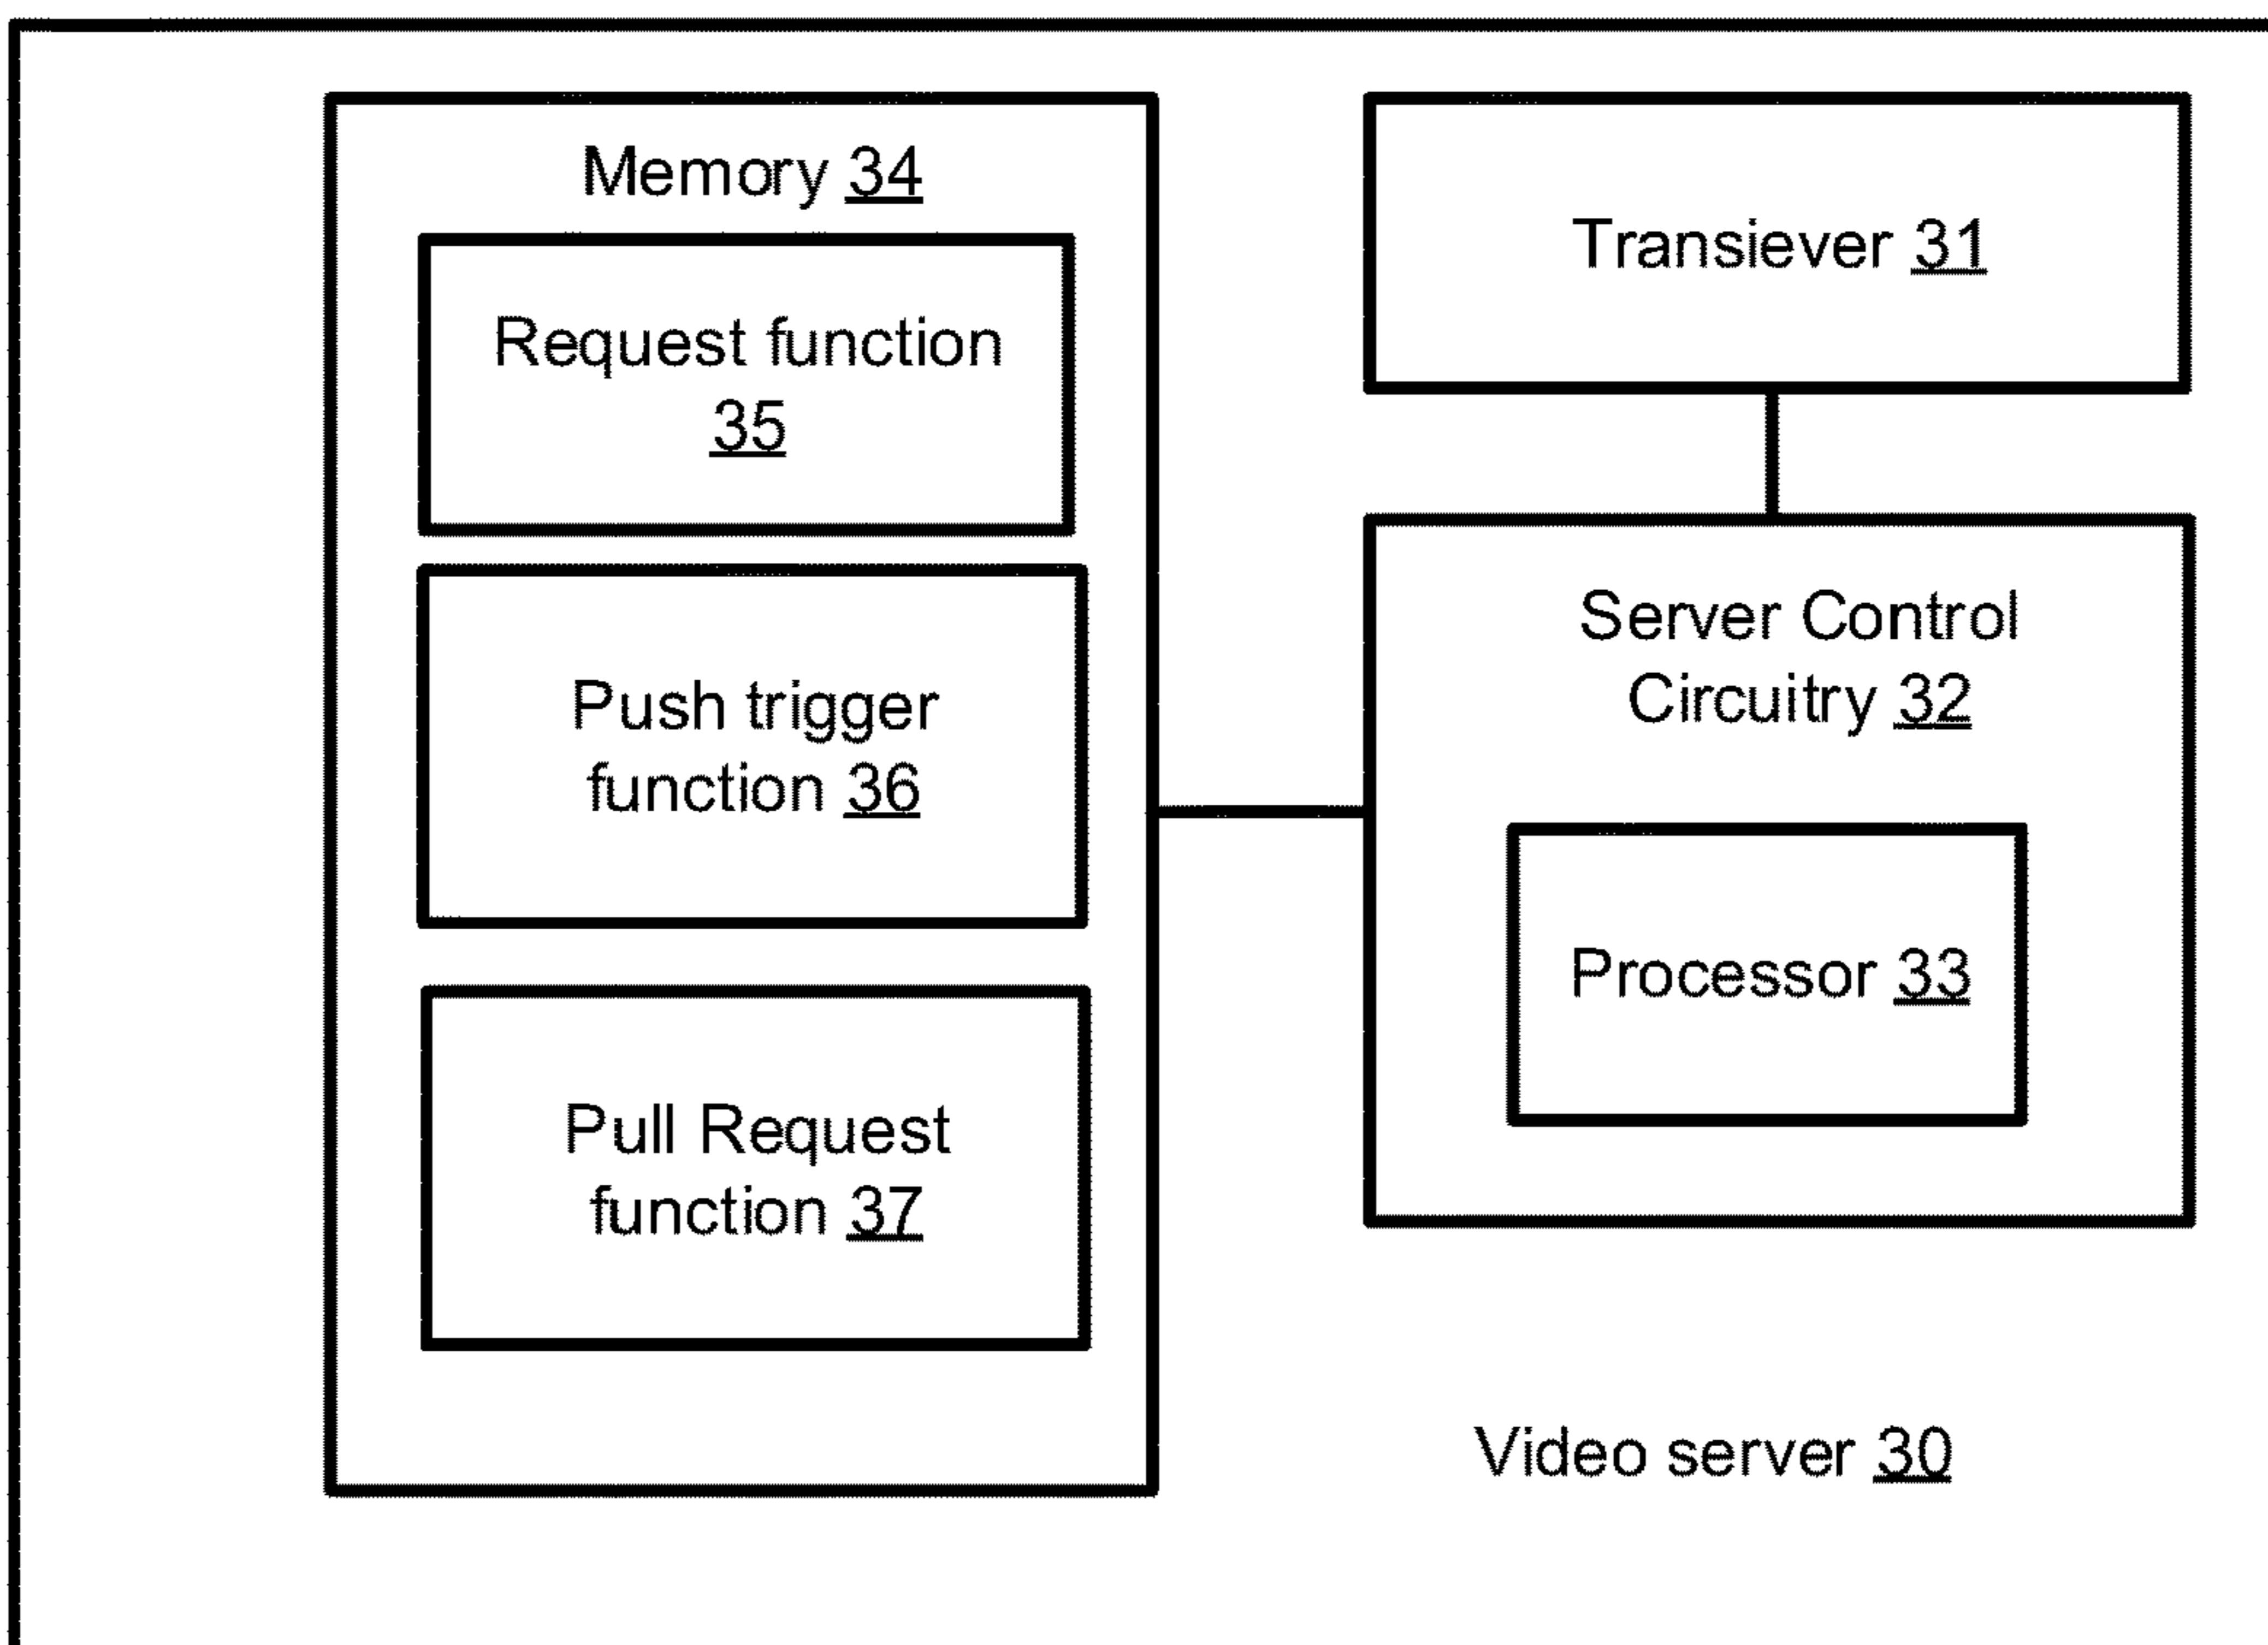 Memory 34
Request function
35
Push trigger
function 36
Pull Request
function 37
Transiever 31
Server Control
Circuitry 32
Processor 33
Video server 30